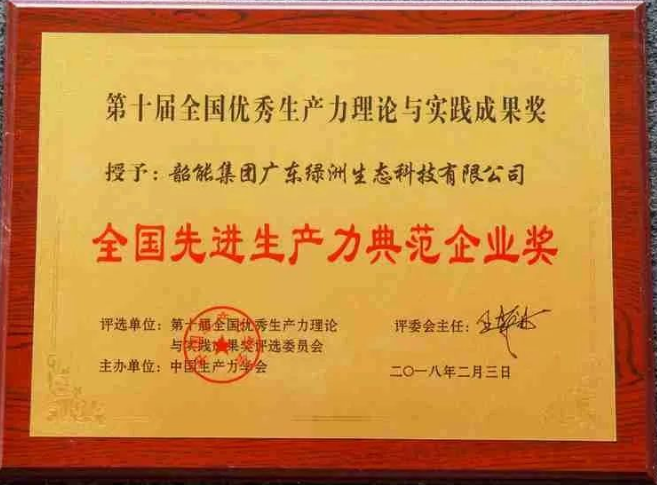 第十届全国优秀生产力理论与实践成果奖
授予：韶能集团广东绿洲生态科技有限公司
全国先进生产力典范企业奖
评选单位：第十届全国优秀生产力理论
与实践成果奖评选委员会
主办单位：中国生产力学会
评委会主任：
二〇一八年二月三日